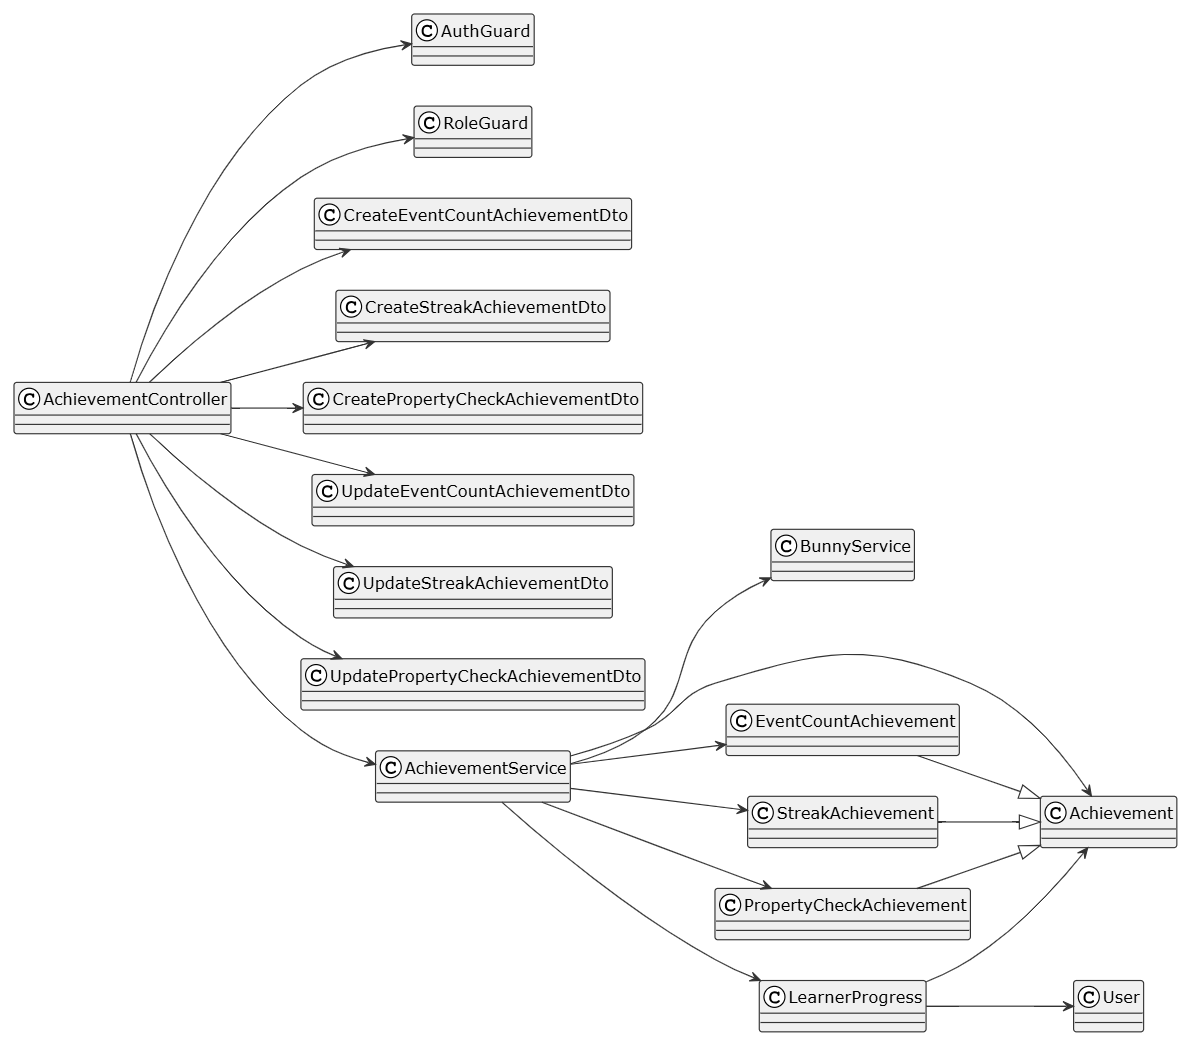 C AuthGuard
C RoleGuard
C CreateEventCountAchievementDto
C CreateStreakAchievementDto
C AchievementController
C CreatePropertyCheckAchievementDto
C UpdateEventCountAchievementDto
C BunnyService
C UpdateStreakAchievementDto
C UpdatePropertyCheckAchievementDto
C EventCountAchievement
C AchievementService
C StreakAchievement
C Achievement
C PropertyCheckAchievement
C LearnerProgress
C User